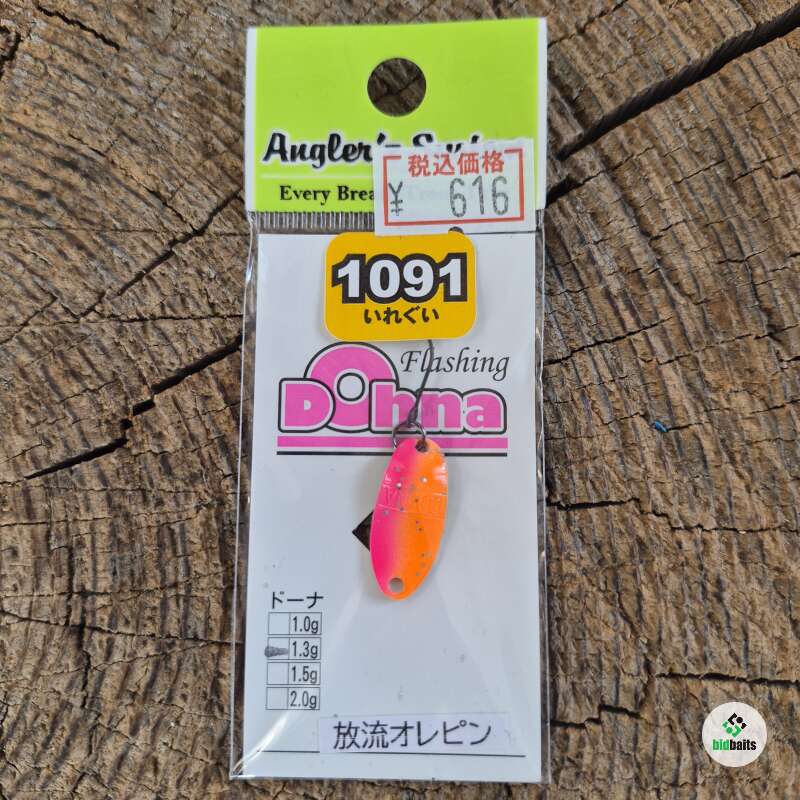 Angler's
税込価格
Every
¥ 616
1091
いれぐい
Flashing
Dohna
ドーナ
1.0g
1.3g
1.5g
2.0g
放流オレピン
bidbaits